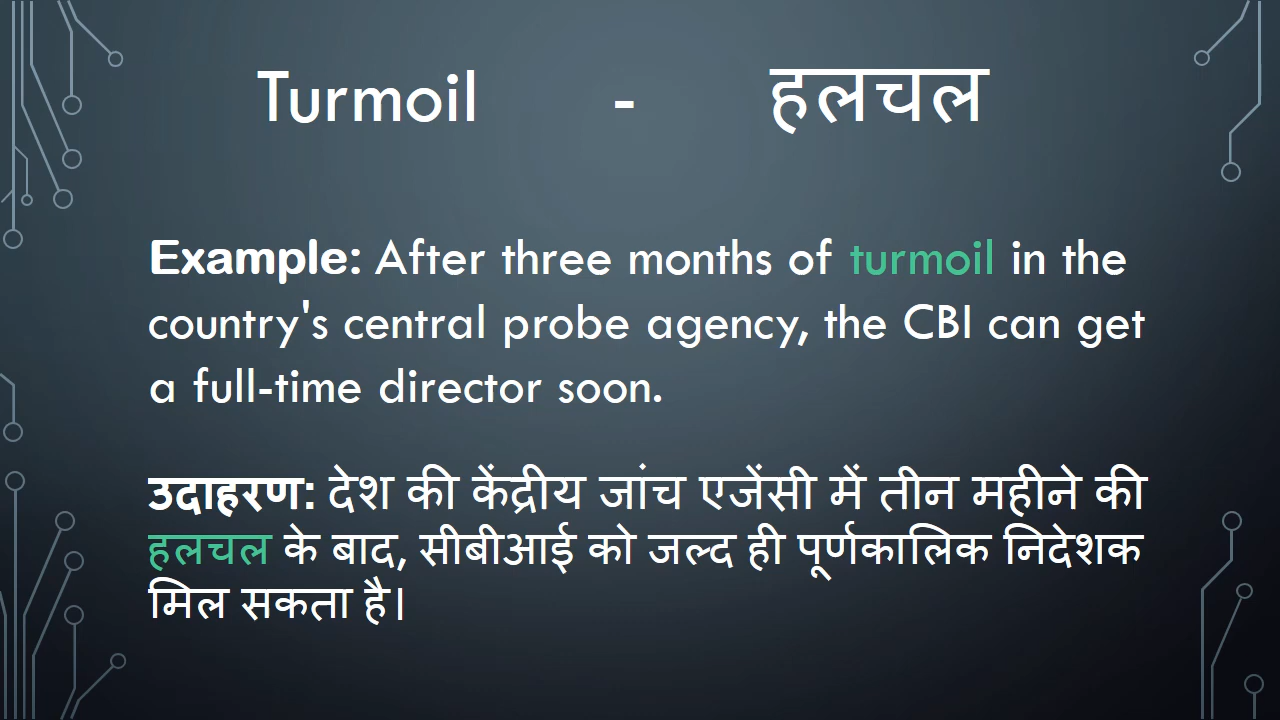 Turmoil - हलचल
Example: After three months of turmoil in the
country's central probe agency, the CBI can get
a full-time director soon.
उदाहरण: देश की केंद्रीय जांच एजेंसी में तीन महीने की
हलचल के बाद, सीबीआई को जल्द ही पूर्णकालिक निदेशक
मिल सकता है।